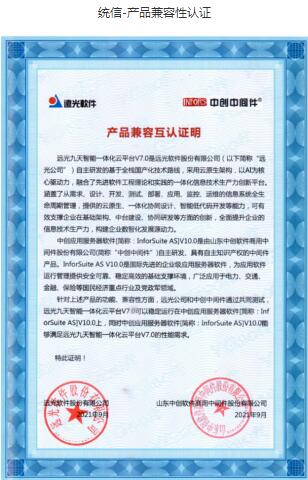 统信-产品兼容性认证
远光软件 INFORS 中创中间件®
产品兼容互认证明
远光九天智能一体化云平台V7.0是远光软件股份有限公司（以下简称“远
光公司”）自主研发的基于全栈国产化技术路线，采用云原生架构，以AI为核
心驱动力，融合了先进软件工程理论和实践的一体化信息技术生产力创新平台。
涵盖了从需求、设计、开发、测试、部署、应用、监控、运维的信息系统全生
命周期管理，提供的云原生、一体化协同设计、智能低代码开发等能力，可有
效支撑企业在基础架构、中台建设、协同研发等方面的创新，全面提升企业的
信息技术生产力，构建企业数智化发展源动力。
中创应用服务器软件[简称：InforSuite AS]V10.0是由山东中创软件商用中
间件股份有限公司(简称“中创中间件”)自主研发、具有自主知识产权的中间件
产品。InforSuite AS V10.0是国际先进的企业级应用服务器软件，为应用软件
运行管理提供安全可靠、稳定高效的基础支撑环境，广泛应用于电力、交通、
金融、保险等国民经济重点行业及党政军领域。
针对上述产品的功能、兼容性方面，远光公司和中创中间件通过共同测试，
远光九天智能一体化云平台V7.0可以稳定运行在中创应用服务器软件[简称：Inf
orSuite AS]V10.0上，同时中创应用服务器软件[简称：InforSuite AS]V10.0能
够满足远光九天智能一体化云平台V7.0的性能需求。
特此证明！
远光软件股份有限公司 山东中创软件商用中间件股份有限公司
2021年9月 2021年9月